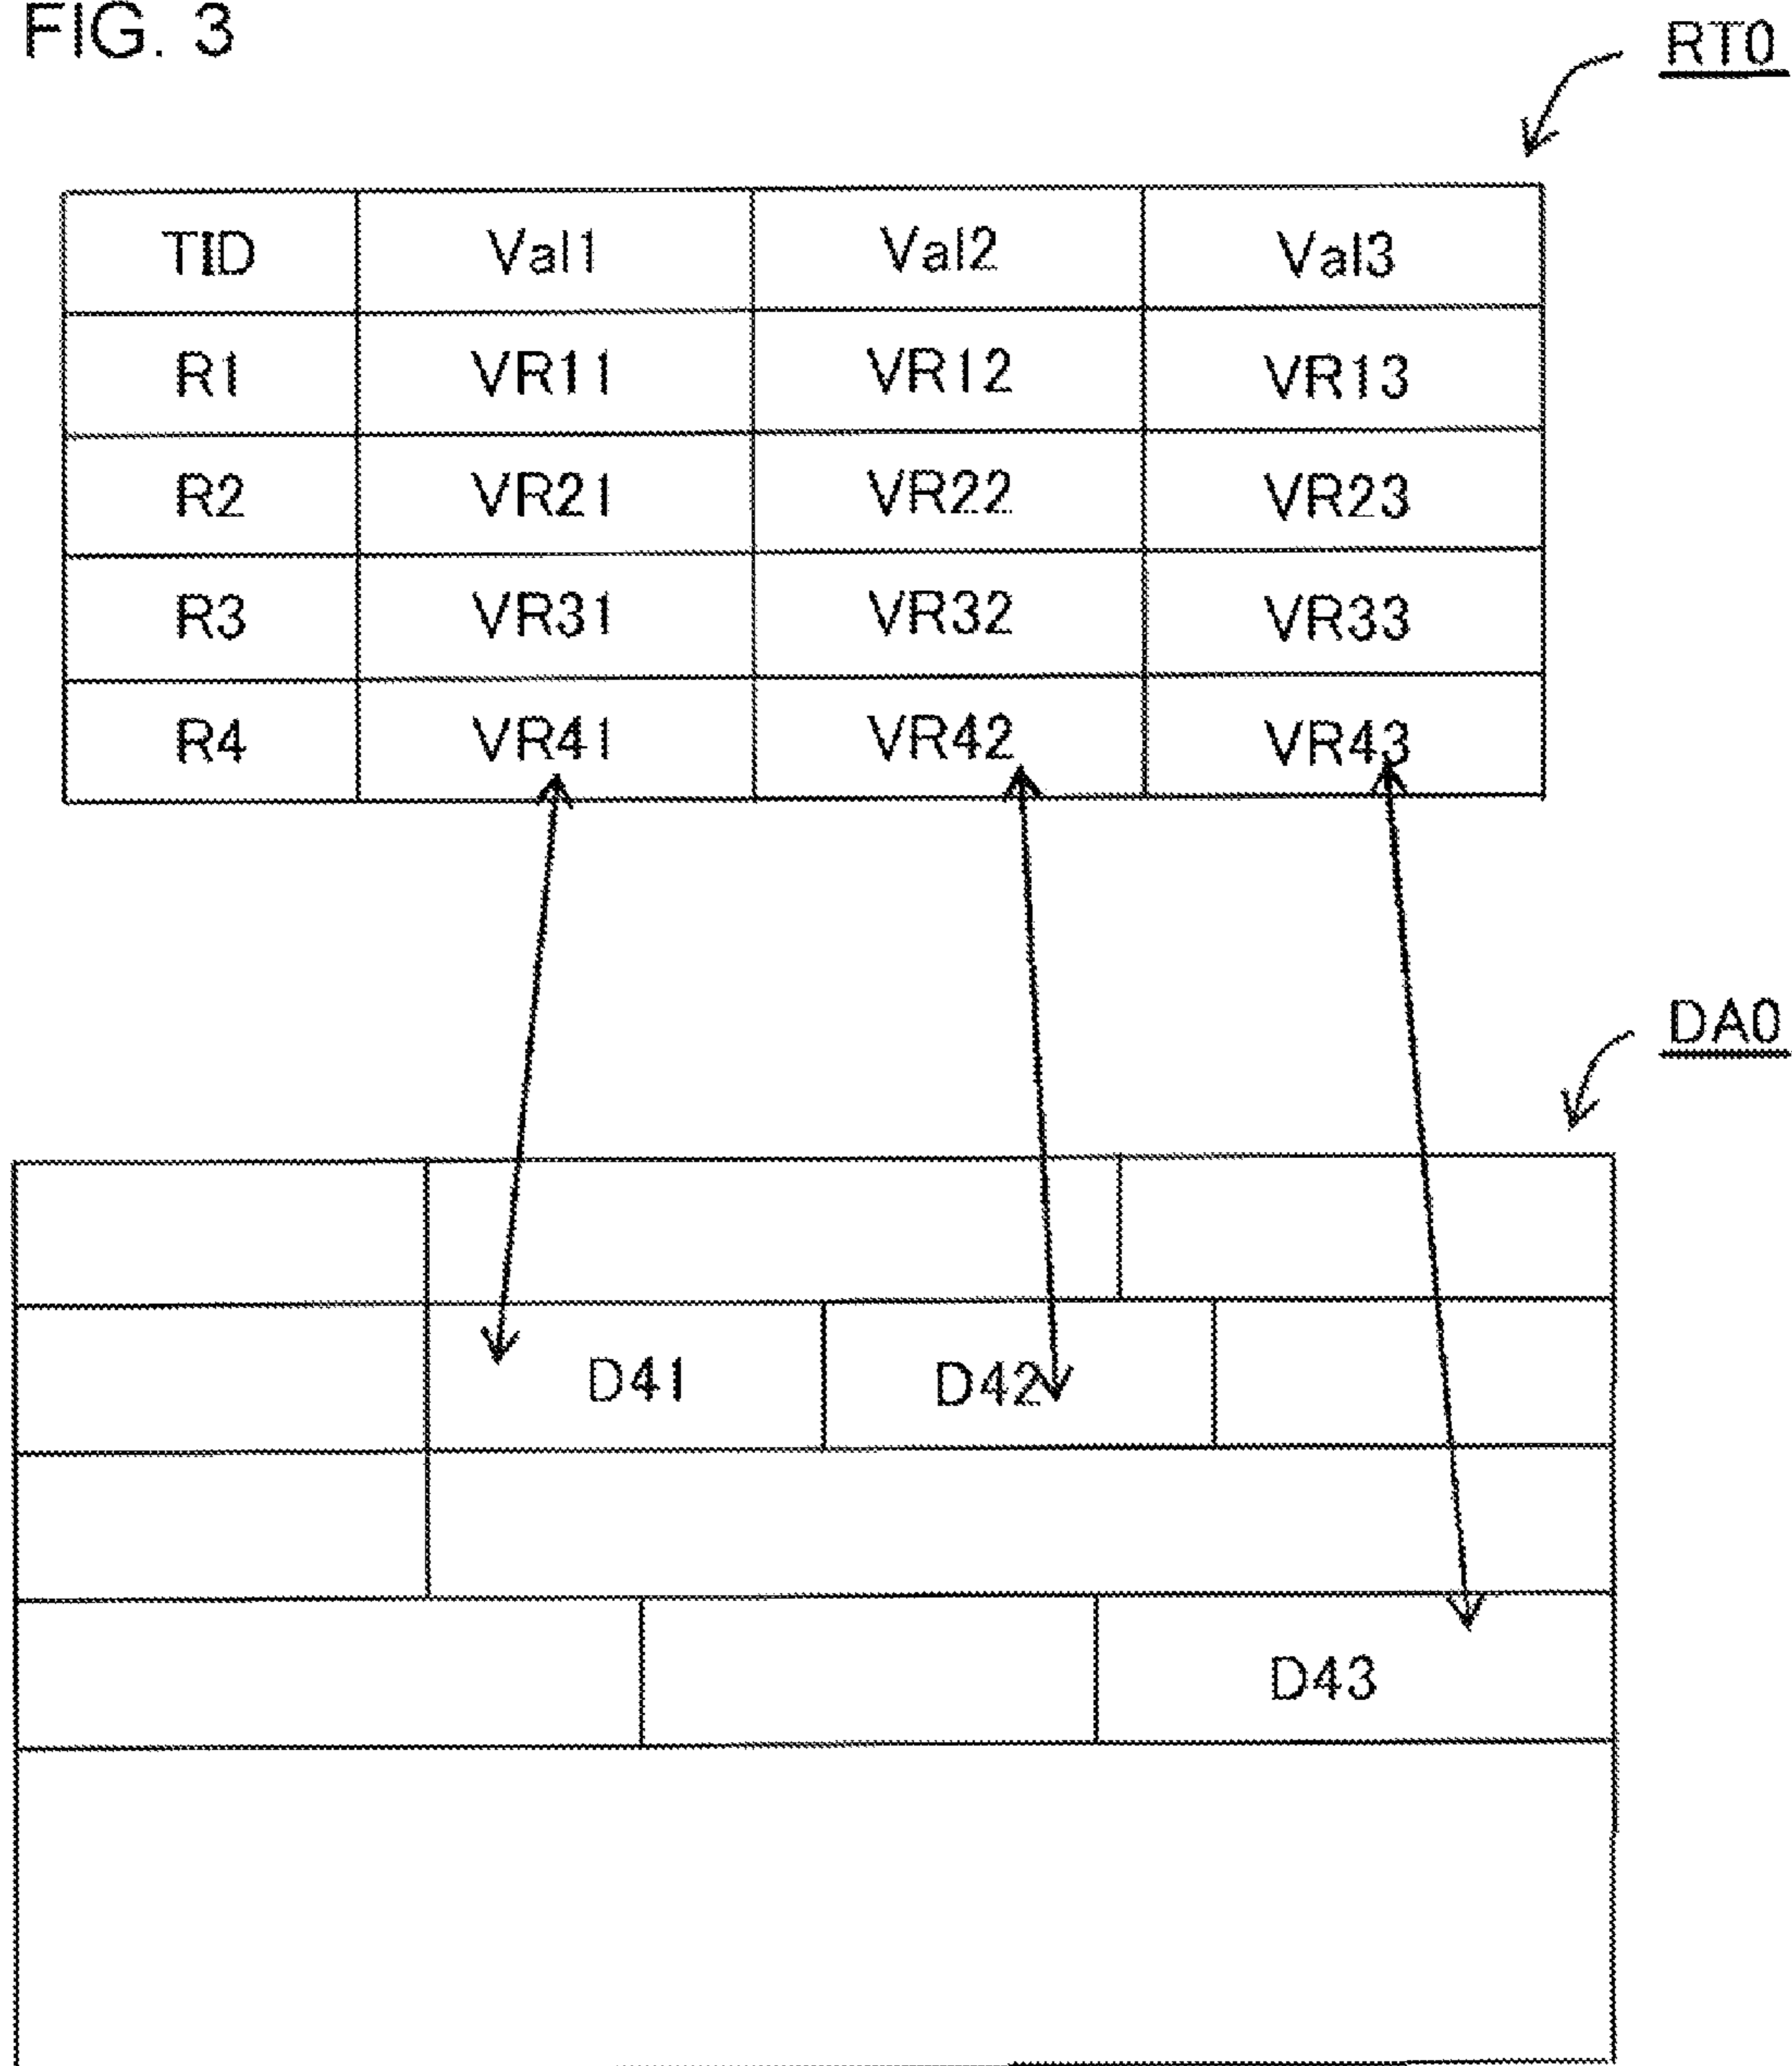 FIG. 3
RT0
TID Val1 Val2 Val3
R1 VR11 VR12 VR13
R2 VR21 VR22 VR23
R3 VR31 VR32 VR33
R4 VR41 VR42 VR43
DA0
D41 D42
D43